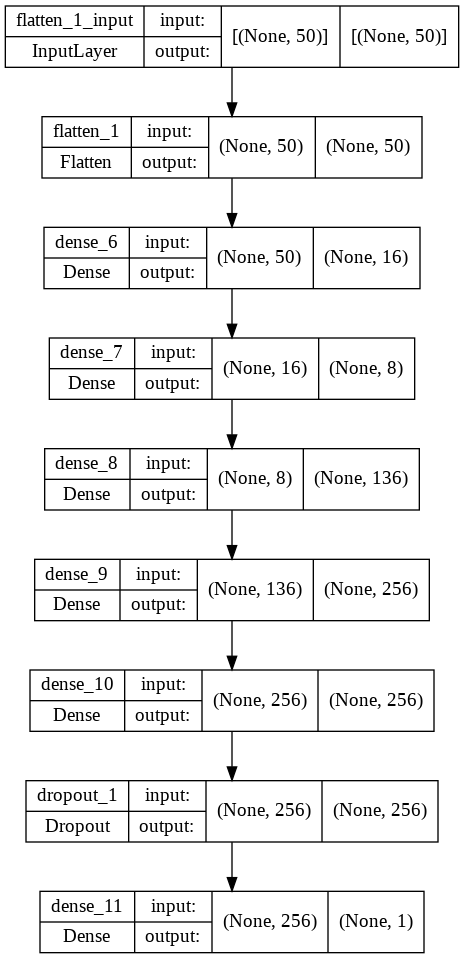 flatten_1_input input: [(None, 50)] [(None, 50)]
InputLayer output:
flatten_1 input: (None, 50) (None, 50)
Flatten output:
dense_6 input: (None, 50) (None, 16)
Dense output:
dense_7 input: (None, 16) (None, 8)
Dense output:
dense_8 input: (None, 8) (None, 136)
Dense output:
dense_9 input: (None, 136) (None, 256)
Dense output:
dense_10 input: (None, 256) (None, 256)
Dense output:
dropout_1 input: (None, 256) (None, 256)
Dropout output:
dense_11 input: (None, 256) (None, 1)
Dense output: